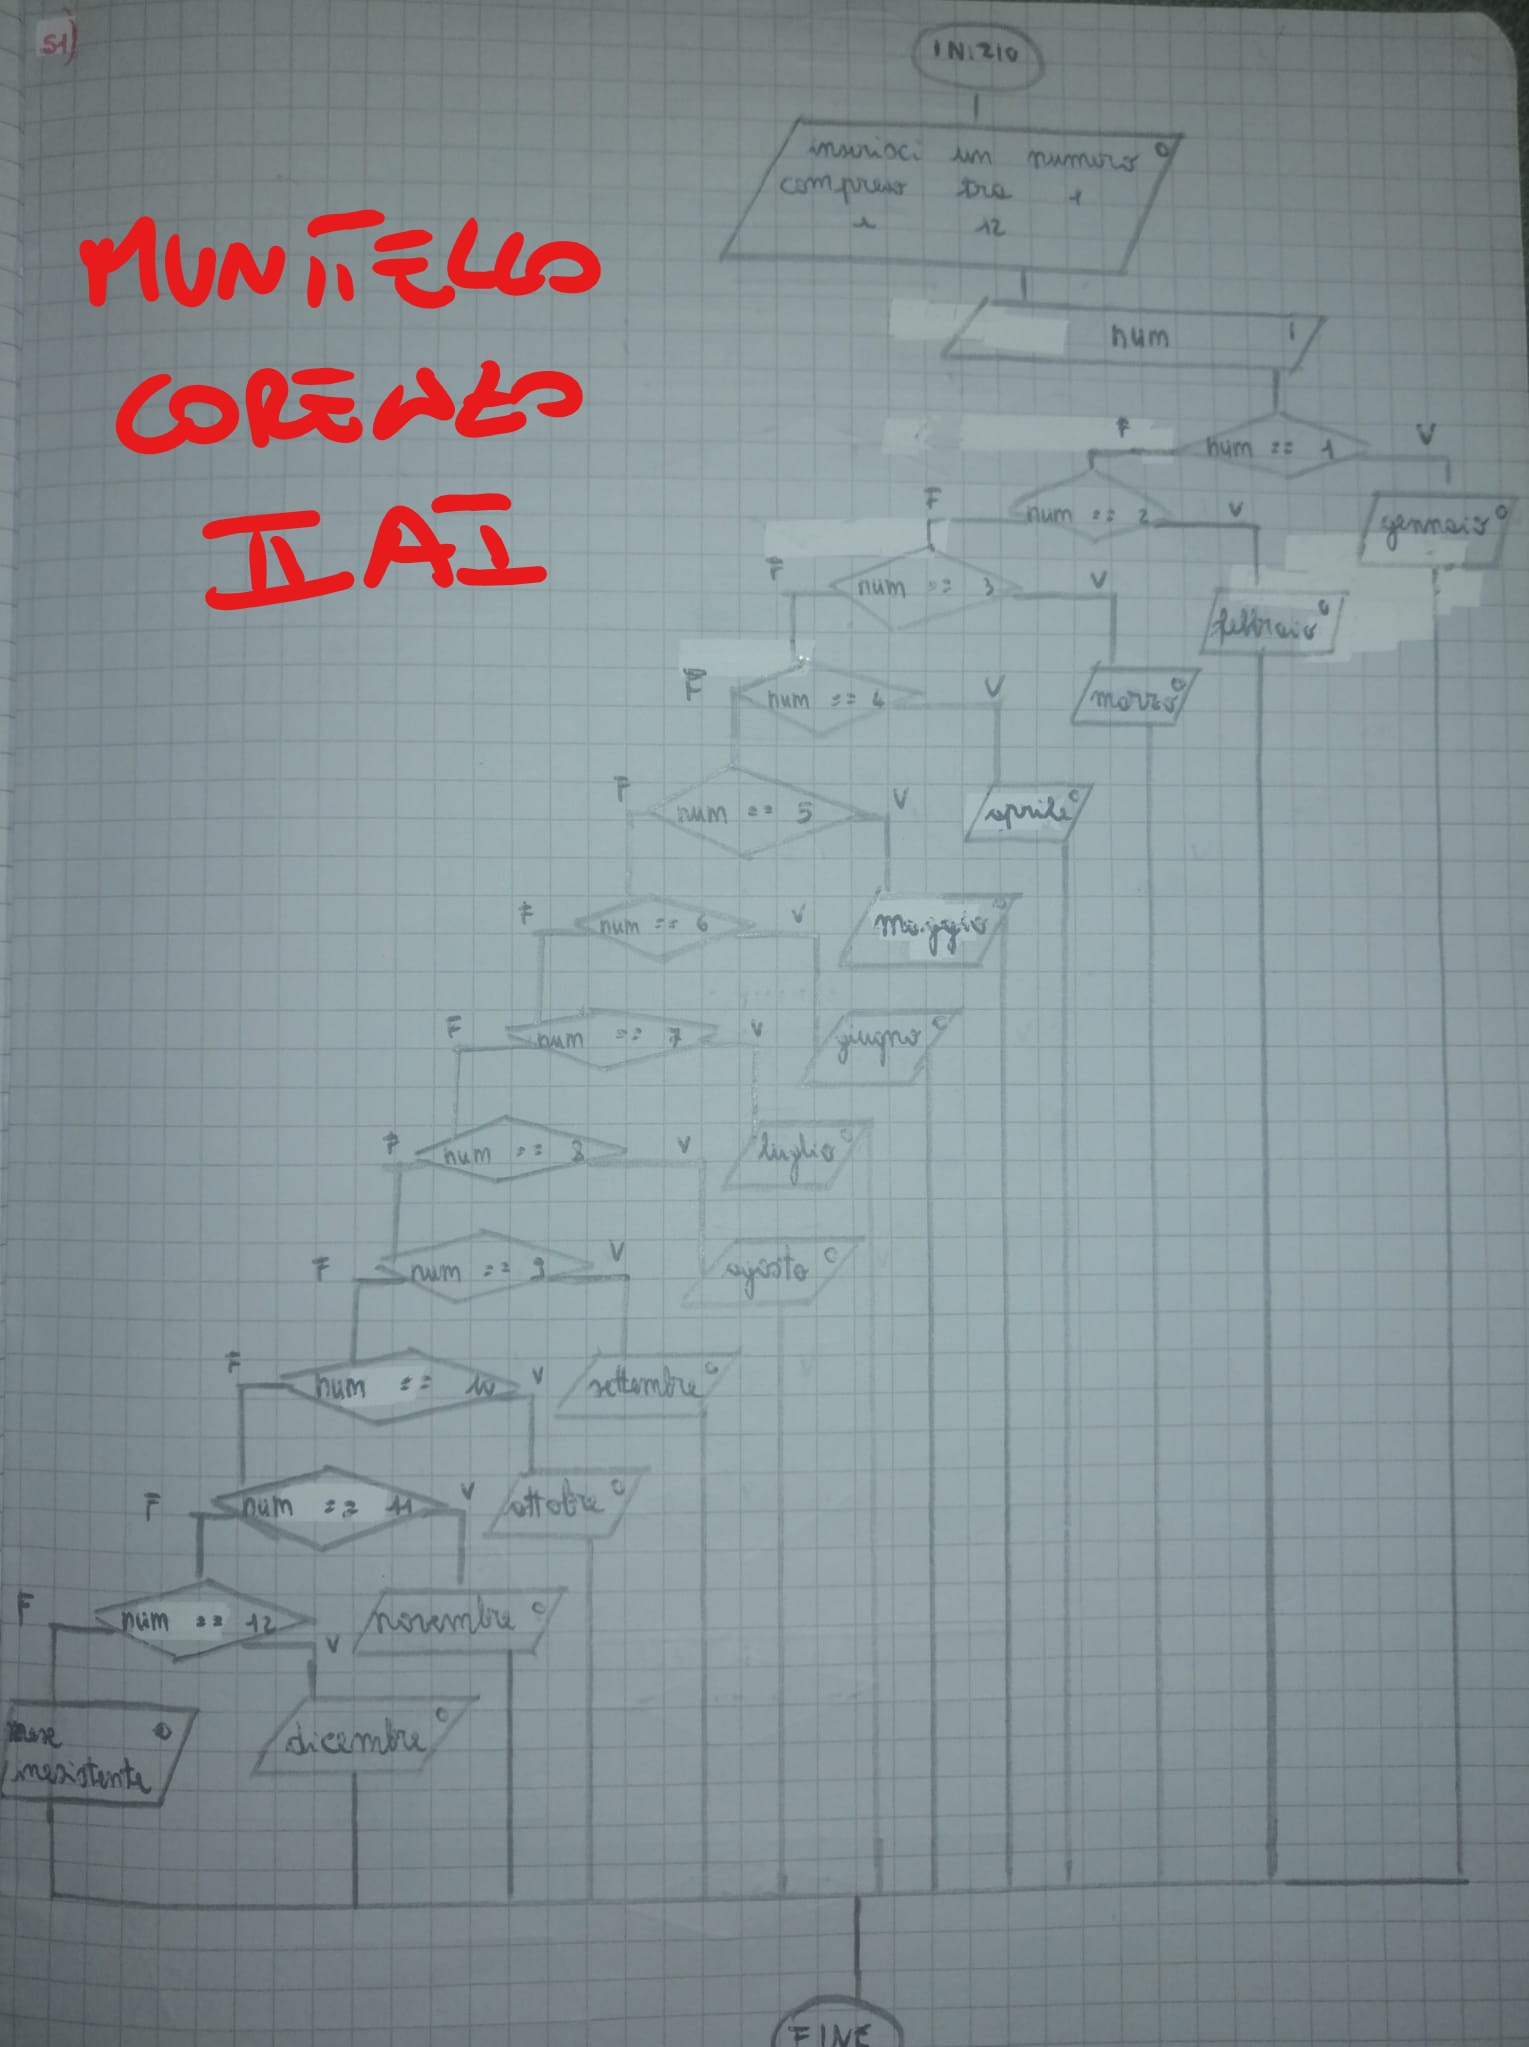 51)
INIZIO
inserisci un numero o
compreso tra 1
e 12
num i
num == 1
F
V
gennaio o
num == 2
F
V
febbraio o
num == 3
F
V
marzo o
num == 4
F
V
aprile o
num == 5
F
V
maggio o
num == 6
F
V
giugno o
num == 7
F
V
luglio o
num == 8
F
V
agosto o
num == 9
F
V
settembre o
num == 10
F
V
ottobre o
num == 11
F
V
novembre o
num == 12
F
V
dicembre o
mese o
inesistente
FINE
II AI